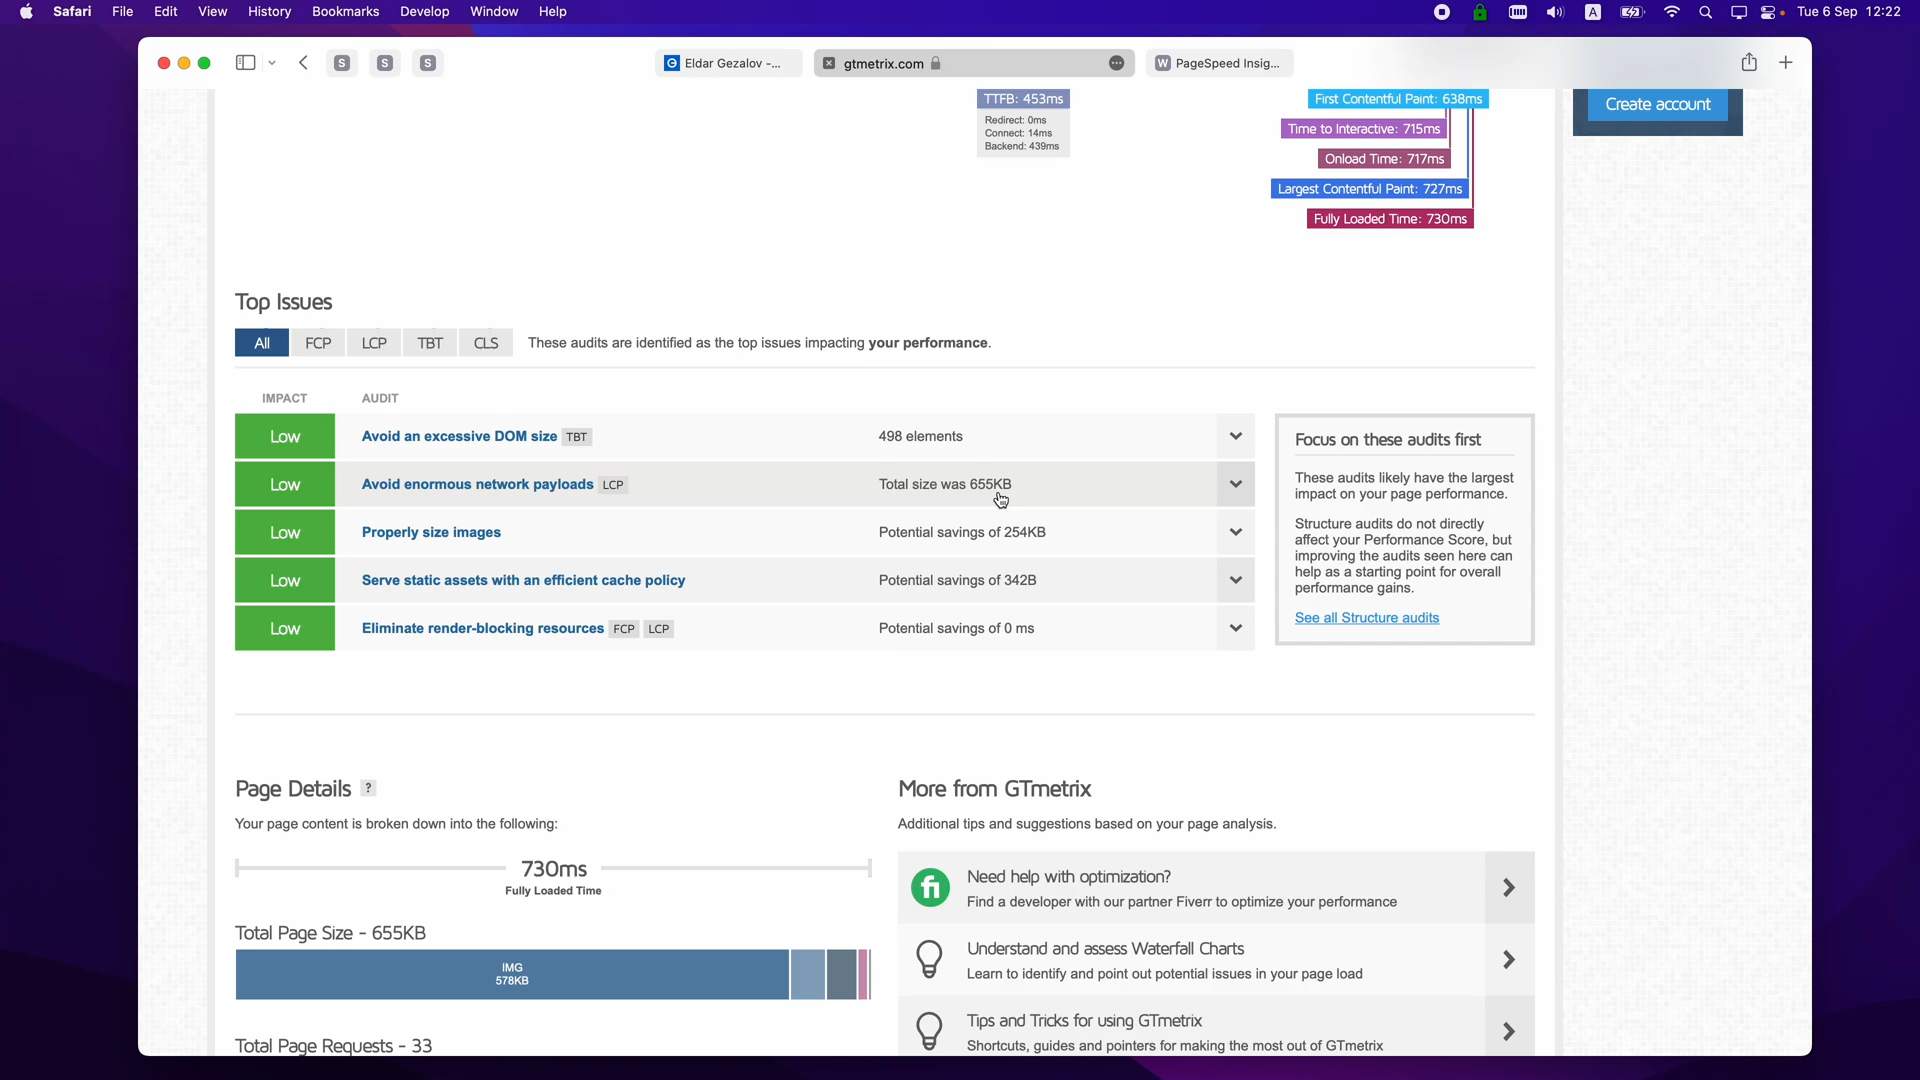 Safari File Edit View History Bookmarks Develop Window Help A Tue 6 Sep 12:22
S S S Eldar Gezalov -... gtmetrix.com W PageSpeed Insig...
TTFB: 453ms
Redirect: 0ms
Connect: 14ms
Backend: 439ms
First Contentful Paint: 638ms
Time to Interactive: 715ms
Onload Time: 717ms
Largest Contentful Paint: 727ms
Fully Loaded Time: 730ms
Create account
Top Issues
All FCP LCP TBT CLS These audits are identified as the top issues impacting your performance.
IMPACT AUDIT
Low Avoid an excessive DOM size TBT 498 elements
Low Avoid enormous network payloads LCP Total size was 655KB
Low Properly size images Potential savings of 254KB
Low Serve static assets with an efficient cache policy Potential savings of 342B
Low Eliminate render-blocking resources FCP LCP Potential savings of 0 ms
Focus on these audits first
These audits likely have the largest
impact on your page performance.
Structure audits do not directly
affect your Performance Score, but
improving the audits seen here can
help as a starting point for overall
performance gains.
See all Structure audits
Page Details ?
Your page content is broken down into the following:
730ms
Fully Loaded Time
Total Page Size - 655KB
IMG
578KB
Total Page Requests - 33
More from GTmetrix
Additional tips and suggestions based on your page analysis.
fi Need help with optimization?
Find a developer with our partner Fiverr to optimize your performance
Understand and assess Waterfall Charts
Learn to identify and point out potential issues in your page load
Tips and Tricks for using GTmetrix
Shortcuts, guides and pointers for making the most out of GTmetrix